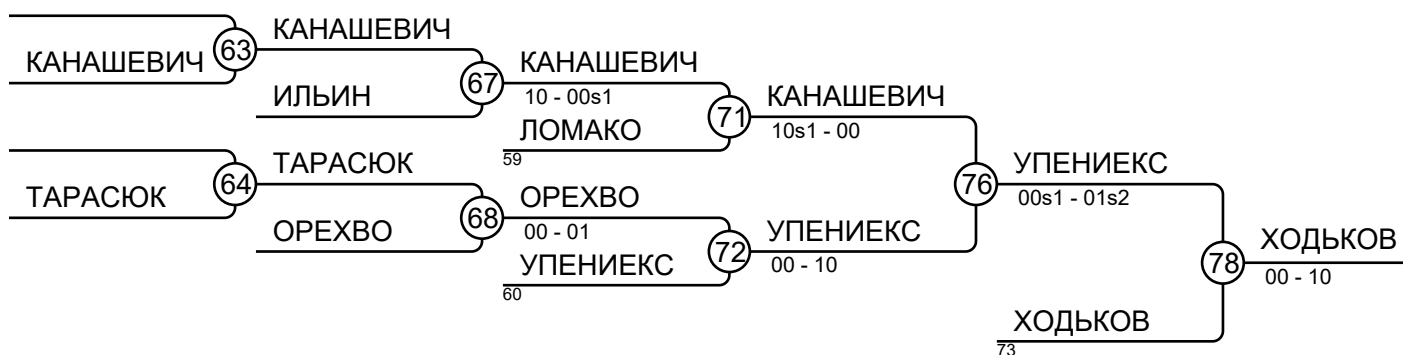 КАНАШЕВИЧ
63
КАНАШЕВИЧ
ИЛЬИН
67
КАНАШЕВИЧ
10 - 00s1
ЛОМАКО
59
71
КАНАШЕВИЧ
10s1 - 00
ТАРАСЮК
64
ТАРАСЮК
ОРЕХВО
68
ОРЕХВО
00 - 01
УПЕНИЕКС
60
72
УПЕНИЕКС
00 - 10
76
УПЕНИЕКС
00s1 - 01s2
ХОДЬКОВ
73
78
ХОДЬКОВ
00 - 10